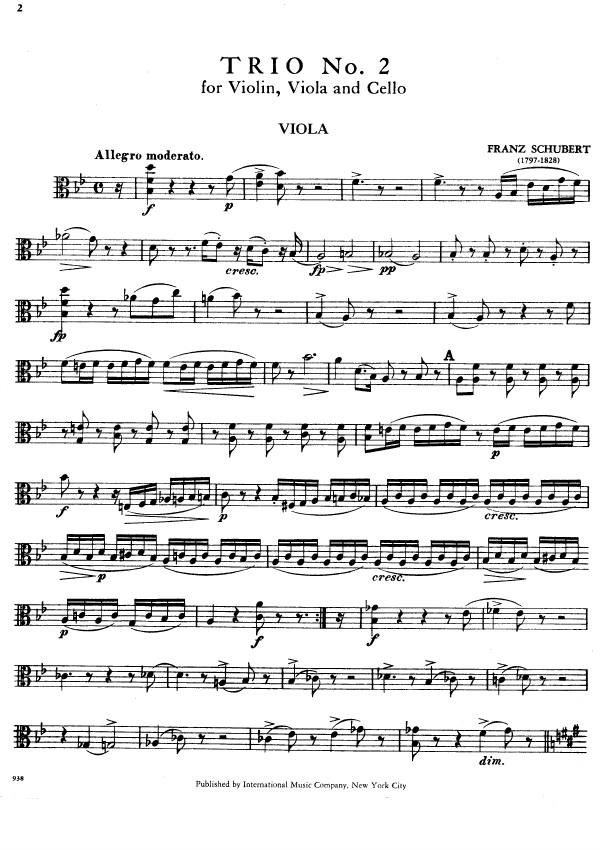 2
TRIO No. 2
for Violin, Viola and Cello
VIOLA
FRANZ SCHUBERT
(1797-1828)
Allegro moderato.
f p
cresc. fp pp
fp
A
p
f p cresc.
p cresc.
p f f
dim.
938
Published by International Music Company, New York City